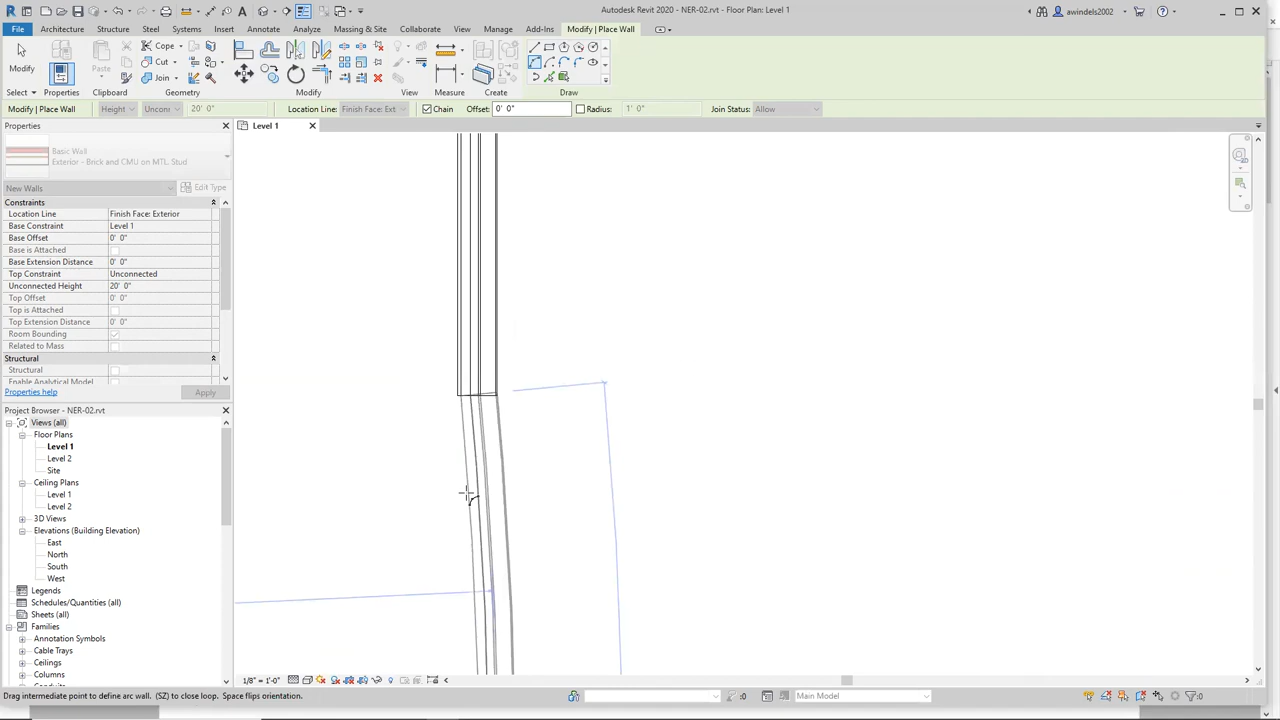 Autodesk Revit 2020 - NER-02.rvt - Floor Plan: Level 1
awindels2002
File
Architecture
Structure
Steel
Systems
Insert
Annotate
Analyze
Massing & Site
Collaborate
View
Manage
Add-Ins
Modify | Place Wall
Modify
Paste
Cope
Cut
Join
Select
Properties
Clipboard
Geometry
Modify
View
Measure
Create
Draw
Modify | Place Wall
Height
Uncons
20' 0"
Location Line:
Finish Face: Ext
Chain
Offset:
0' 0"
Radius:
1' 0"
Join Status:
Allow
Properties
Level 1
Basic Wall
Exterior - Brick and CMU on MTL. Stud
New Walls
Edit Type
Constraints
Location Line Finish Face: Exterior
Base Constraint Level 1
Base Offset 0' 0"
Base is Attached
Base Extension Distance 0' 0"
Top Constraint Unconnected
Unconnected Height 20' 0"
Top Offset 0' 0"
Top is Attached
Top Extension Distance 0' 0"
Room Bounding
Related to Mass
Structural
Structural
Enable Analytical Model
Properties help
Apply
Project Browser - NER-02.rvt
Views (all)
Floor Plans
Level 1
Level 2
Site
Ceiling Plans
Level 1
Level 2
3D Views
Elevations (Building Elevation)
East
North
South
West
Legends
Schedules/Quantities (all)
Sheets (all)
Families
Annotation Symbols
Cable Trays
Ceilings
Columns
1/8" = 1'-0"
Drag intermediate point to define arc wall. (SZ) to close loop. Space flips orientation.
:0
Main Model
:0